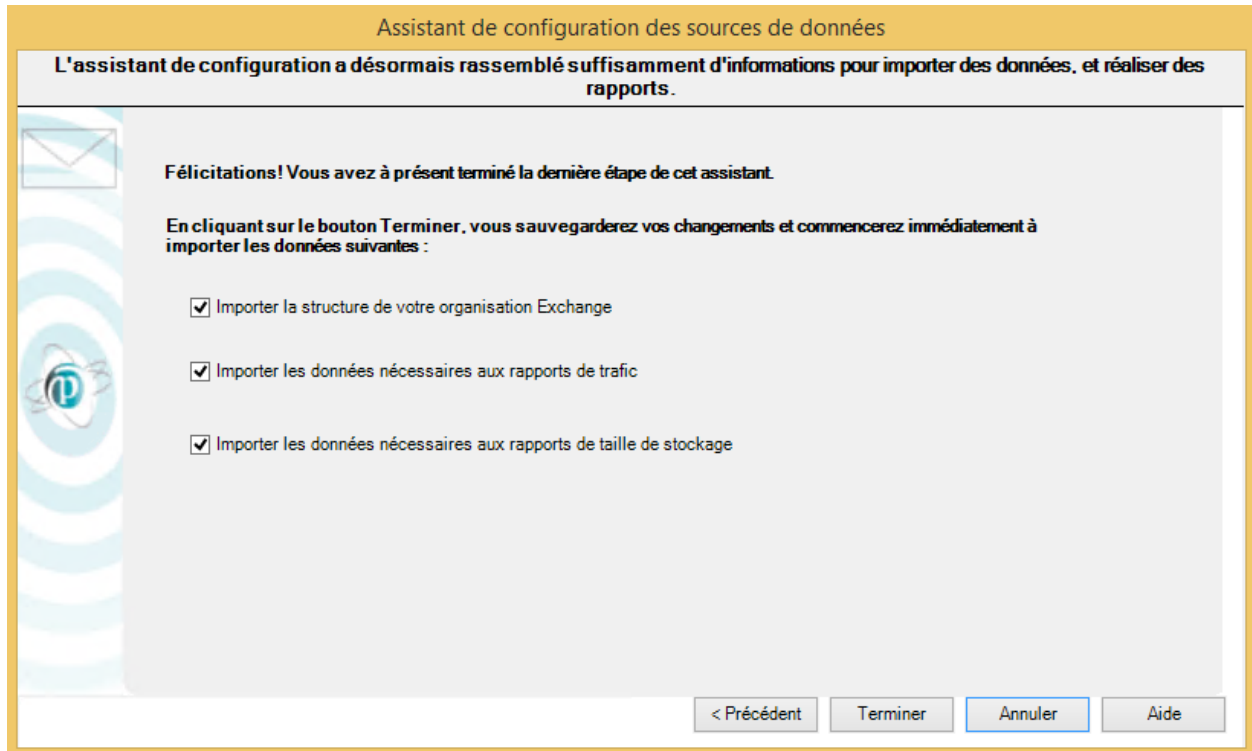 Assistant de configuration des sources de données
L'assistant de configuration a désormais rassemblé suffisamment d'informations pour importer des données, et réaliser des
rapports.
Félicitations! Vous avez à présent terminé la dernière étape de cet assistant.
En cliquant sur le bouton Terminer, vous sauvegarderez vos changements et commencerez immédiatement à
importer les données suivantes :
Importer la structure de votre organisation Exchange
Importer les données nécessaires aux rapports de trafic
p
Importer les données nécessaires aux rapports de taille de stockage
< Précédent
Terminer
Annuler
Aide